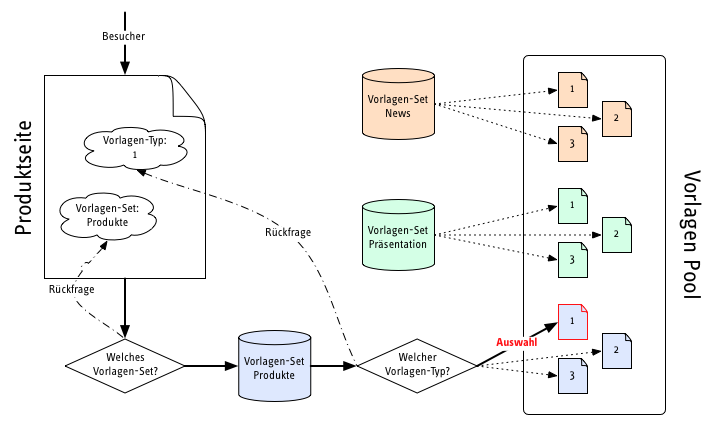 Besucher
Produktseite
Vorlagen-Typ:
1
Vorlagen-Set:
Produkte
Rückfrage
Welches
Vorlagen-Set?
Vorlagen-Set
Produkte
Rückfrage
Welcher
Vorlagen-Typ?
Auswahl
Vorlagen-Set
News
1
2
3
Vorlagen-Set
Präsentation
1
2
3
1
2
3
Vorlagen Pool